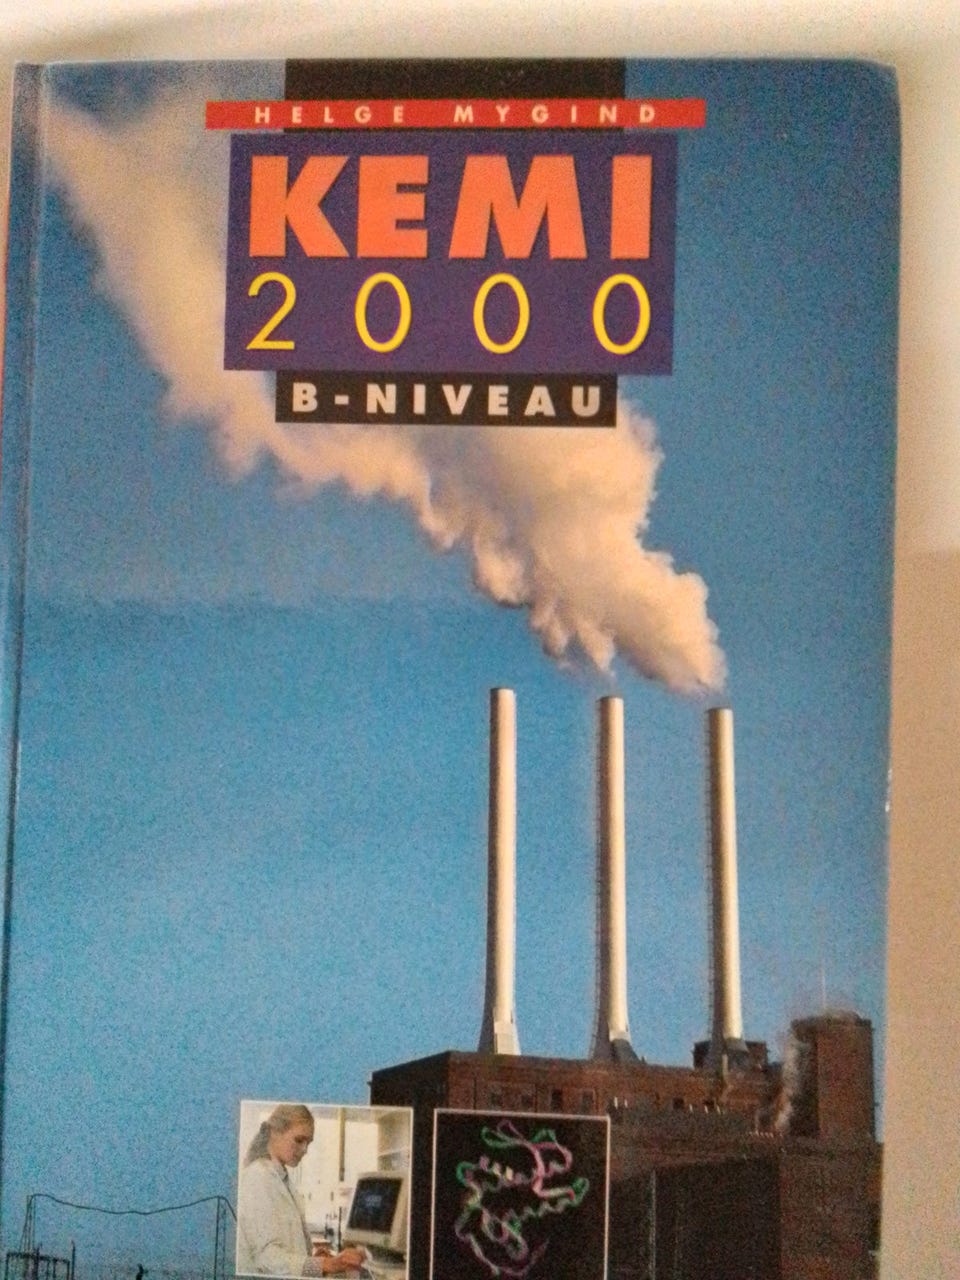 HELGE MYGIND
KEMI
2000
B-NIVEAU